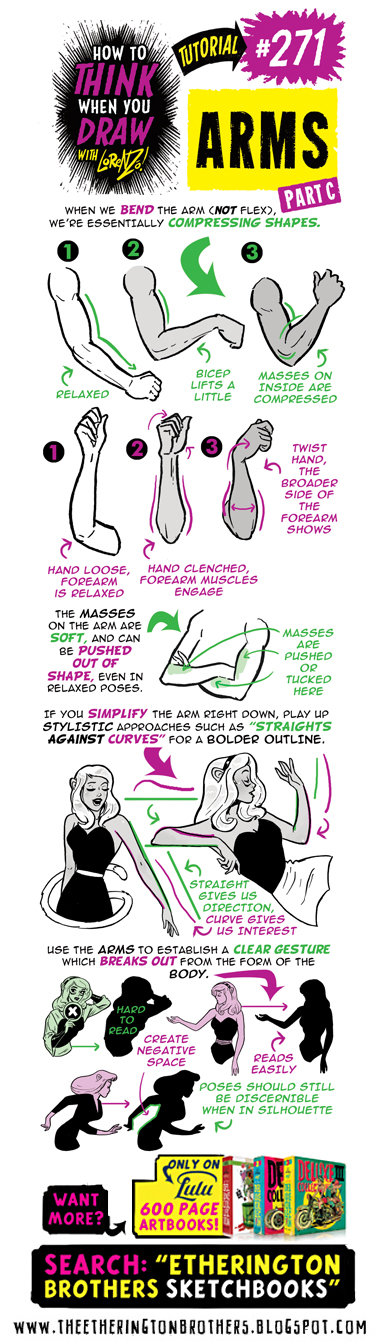 HOW TO
THINK
WHEN YOU
DRAW
WITH LORENZO!
TUTORIAL
#271
ARMS
PART C
WHEN WE BEND THE ARM (NOT FLEX),
WE'RE ESSENTIALLY COMPRESSING SHAPES.
1
2
3
RELAXED
BICEP
LIFTS A
LITTLE
MASSES ON
INSIDE ARE
COMPRESSED
1
2
3
HAND LOOSE,
FOREARM
IS RELAXED
HAND CLENCHED,
FOREARM MUSCLES
ENGAGE
TWIST
HAND,
THE
BROADER
SIDE OF
THE
FOREARM
SHOWS
THE MASSES
ON THE ARM ARE
SOFT, AND CAN
BE PUSHED
OUT OF
SHAPE, EVEN IN
RELAXED POSES.
MASSES
ARE
PUSHED
OR
TUCKED
HERE
IF YOU SIMPLIFY THE ARM RIGHT DOWN, PLAY UP
STYLISTIC APPROACHES SUCH AS "STRAIGHTS
AGAINST CURVES" FOR A BOLDER OUTLINE.
STRAIGHT
GIVES US
DIRECTION,
CURVE GIVES
US INTEREST
USE THE ARMS TO ESTABLISH A CLEAR GESTURE
WHICH BREAKS OUT FROM THE FORM OF THE
BODY.
X
HARD
TO
READ
CREATE
NEGATIVE
SPACE
READS
EASILY
POSES SHOULD STILL
BE DISCERNIBLE
WHEN IN SILHOUETTE
WANT
MORE?
ONLY ON
Lulu
600 PAGE
ARTBOOKS!
DELUXE III
SEARCH: "ETHERINGTON
BROTHERS SKETCHBOOKS"
WWW.THEETHERINGTONBROTHERS.BLOGSPOT.COM